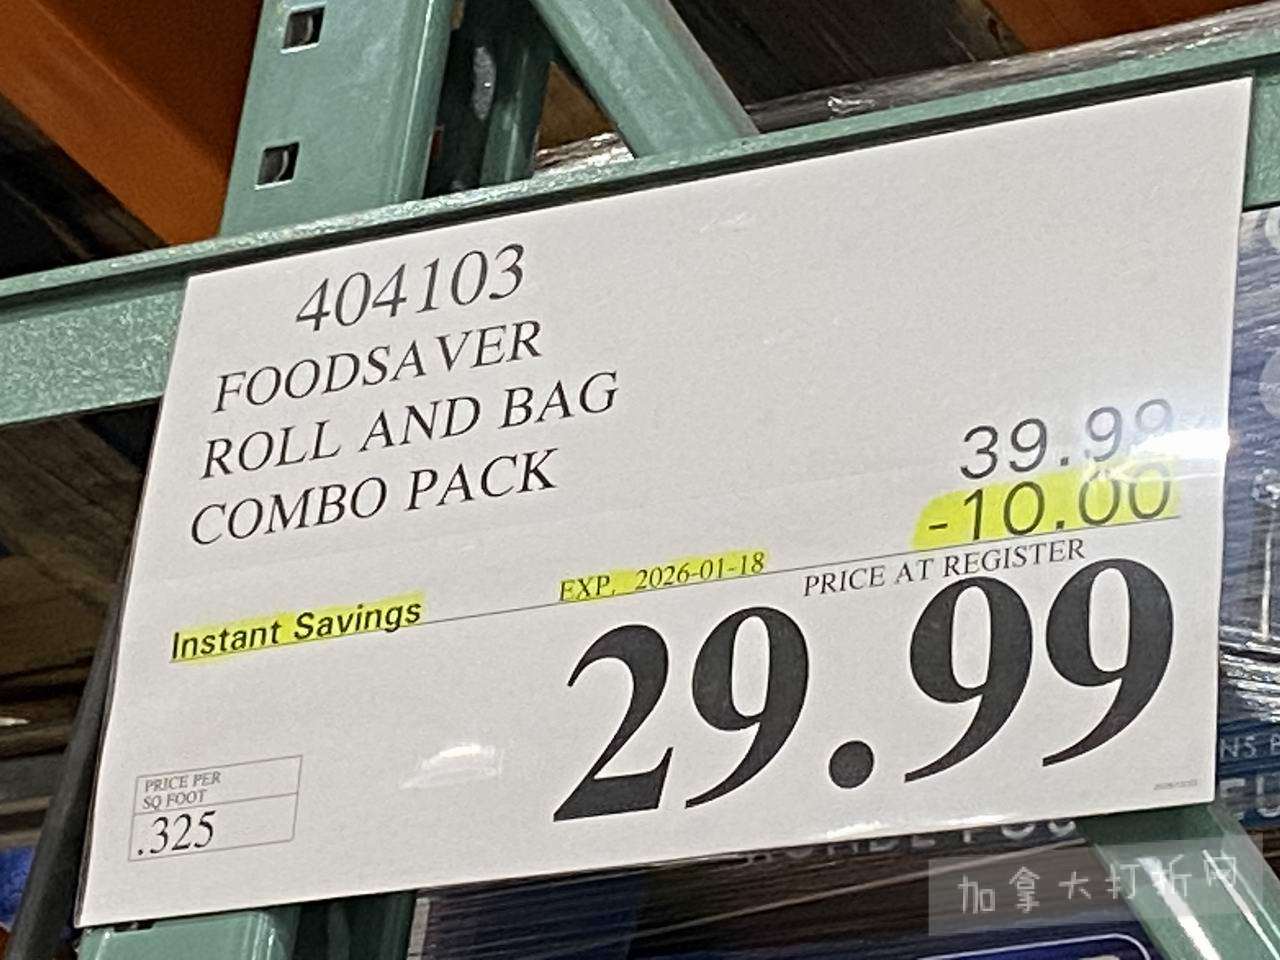 404103
FOODSAVER
ROLL AND BAG
COMBO PACK
39.99
-10.00
Instant Savings
EXP. 2026-01-18
PRICE AT REGISTER
29.99
PRICE PER
SQ FOOT
.325
加拿大打折网